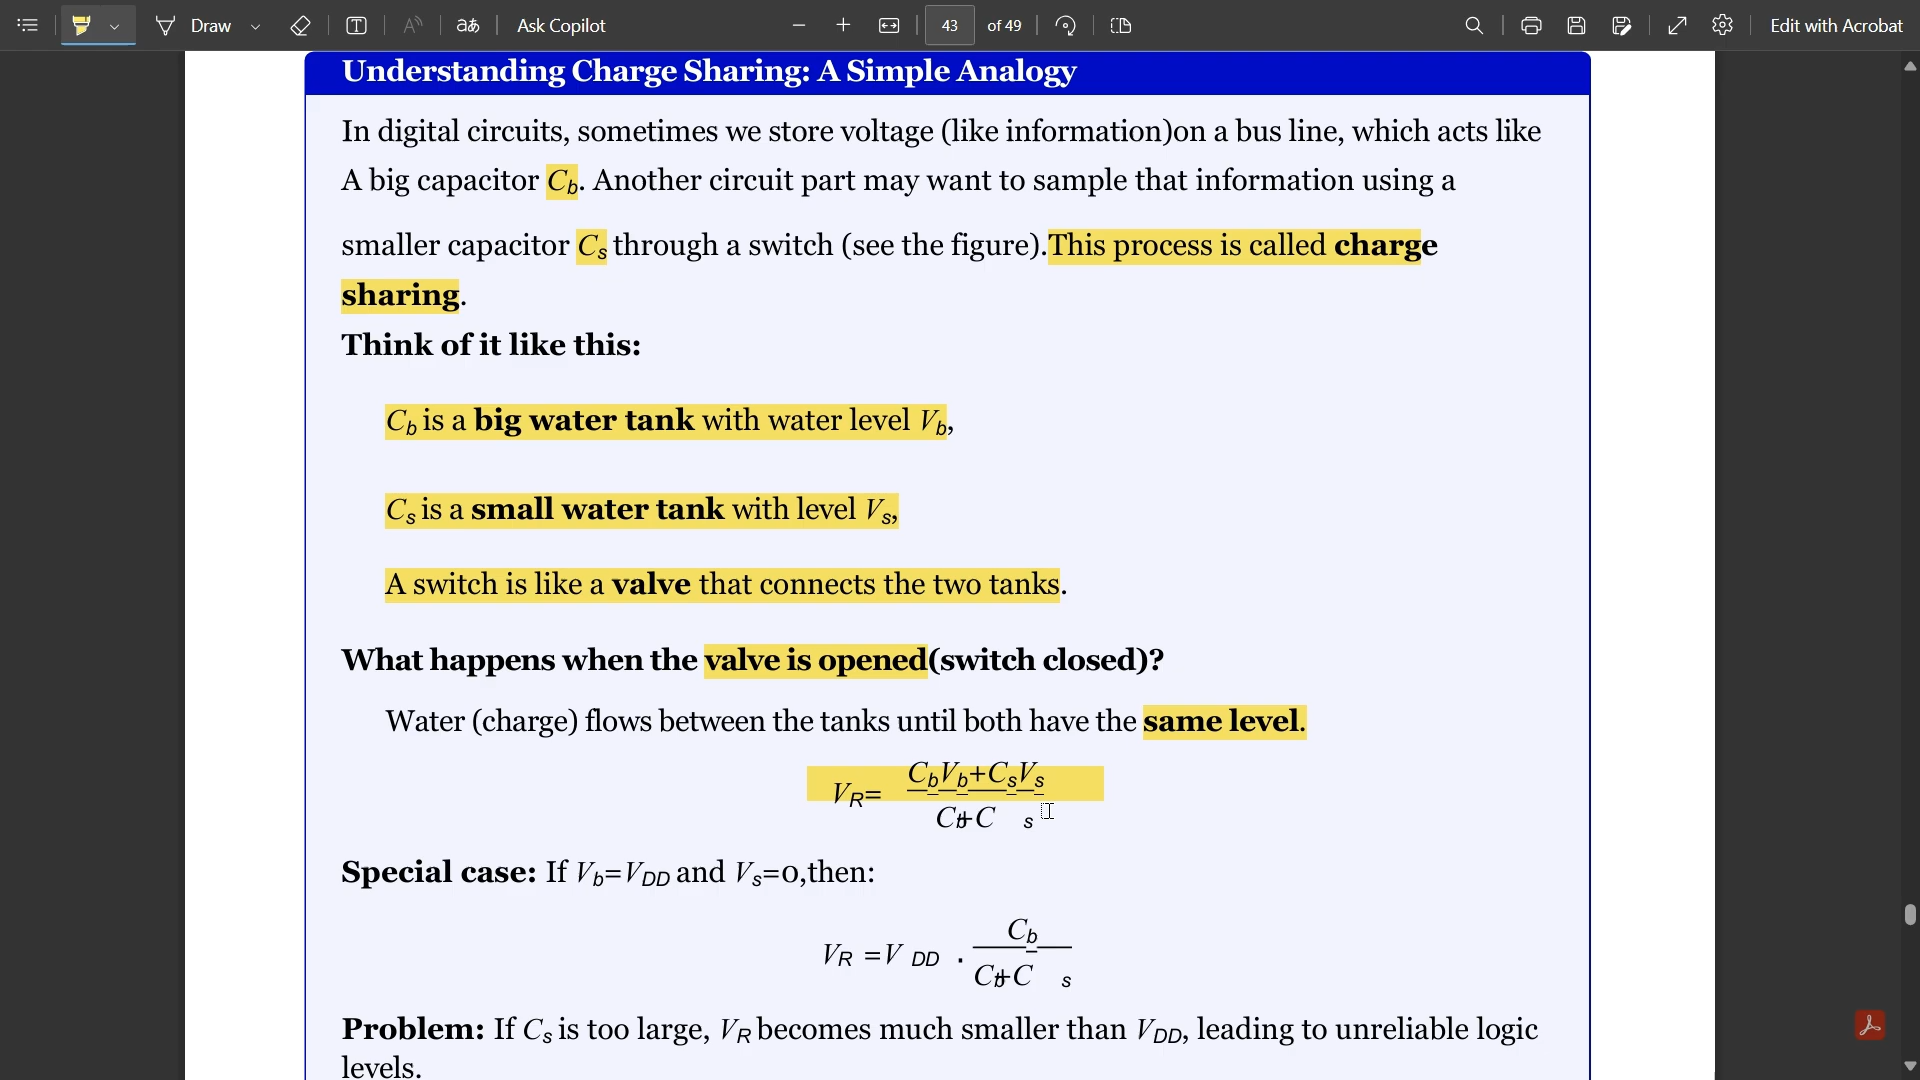 Draw
Ask Copilot
43 of 49
Edit with Acrobat
Understanding Charge Sharing: A Simple Analogy
In digital circuits, sometimes we store voltage (like information)on a bus line, which acts like
A big capacitor Cb. Another circuit part may want to sample that information using a
smaller capacitor Cs through a switch (see the figure).This process is called charge
sharing.
Think of it like this:
Cb is a big water tank with water level Vb,
Cs is a small water tank with level Vs,
A switch is like a valve that connects the two tanks.
What happens when the valve is opened(switch closed)?
Water (charge) flows between the tanks until both have the same level.
CbVb+CsVs
VR=
Cb+C s
Special case: If Vb=VDD and Vs=0,then:
Cb
VR =V DD .
Cb+C s
Problem: If Cs is too large, VR becomes much smaller than VDD, leading to unreliable logic
levels.